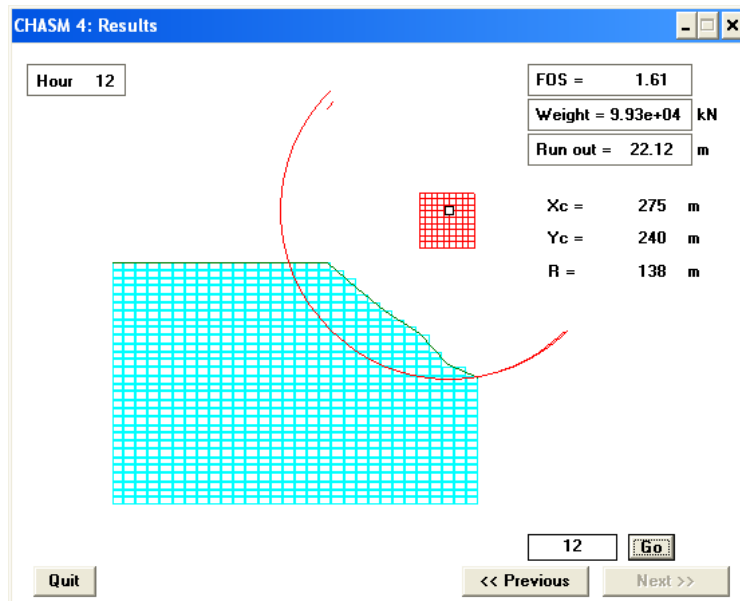 CHASM 4: Results
Hour 12
FOS = 1.61
Weight = 9.93e+04 kN
Run out = 22.12 m
Xc = 275 m
Yc = 240 m
R = 138 m
12 Go
Quit << Previous Next >>